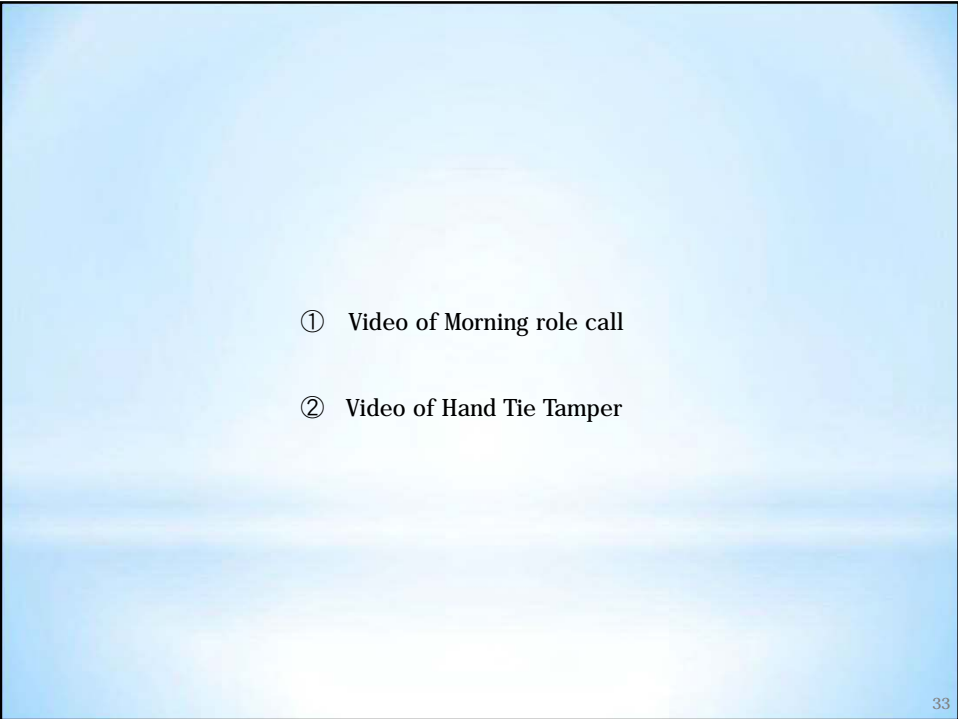 ① Video of Morning role call
② Video of Hand Tie Tamper
33